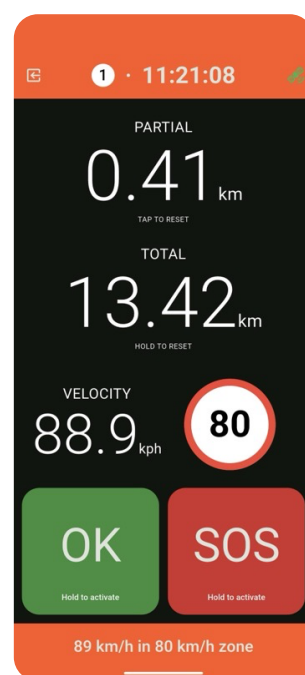 1 · 11:21:08
PARTIAL
0.41 km
TAP TO RESET
TOTAL
13.42 km
HOLD TO RESET
VELOCITY
88.9 kph
80
OK
Hold to activate
SOS
Hold to activate
89 km/h in 80 km/h zone